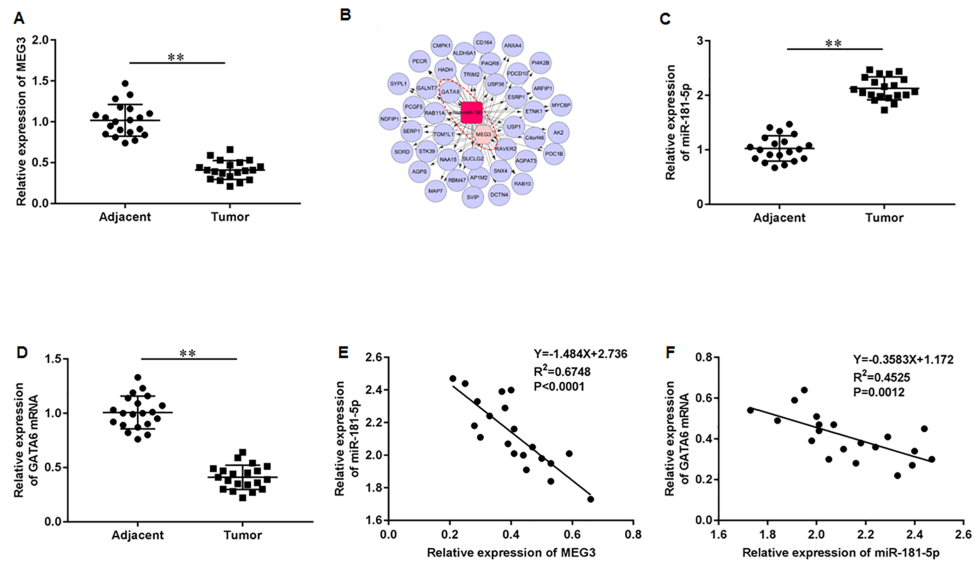 A
Relative expression of MEG3
2.0
1.5
1.0
0.5
0.0
**
Adjacent
Tumor
B
CD164
CMPK1
ALDH9A1
ANXA4
PECR
HADH
TRIM2
PAQR8
PDCD10
PI4K2B
SYPL1
GALNT7
GATA6
USP38
ESRP1
ARFIP1
NDFIP1
PCGF5
RAB11A
ETNK1
MYCBP
SERP1
TOM1L1
MEG3
USP1
C4orf46
AK2
SORD
STK39
NAA15
SUCLG2
RAVER2
AGPAT5
PDC1B
AGPS
RBM47
AP1M2
SNX4
RAB10
MAP7
SVIP
DCTN4
C
Relative expression
of miR-181-5p
3
2
1
0
**
Adjacent
Tumor
D
Relative expression
of GATA6 mRNA
1.5
1.0
0.5
0.0
**
Adjacent
Tumor
E
Relative expression
of miR-181-5p
2.6
2.4
2.2
2.0
1.8
1.6
Y=-1.484X+2.736
R²=0.6748
P<0.0001
0.0 0.2 0.4 0.6 0.8
Relative expression of MEG3
F
Relative expression
of GATA6 mRNA
0.8
0.6
0.4
0.2
0.0
Y=-0.3583X+1.172
R²=0.4525
P=0.0012
1.6 1.8 2.0 2.2 2.4 2.6
Relative expression of miR-181-5p